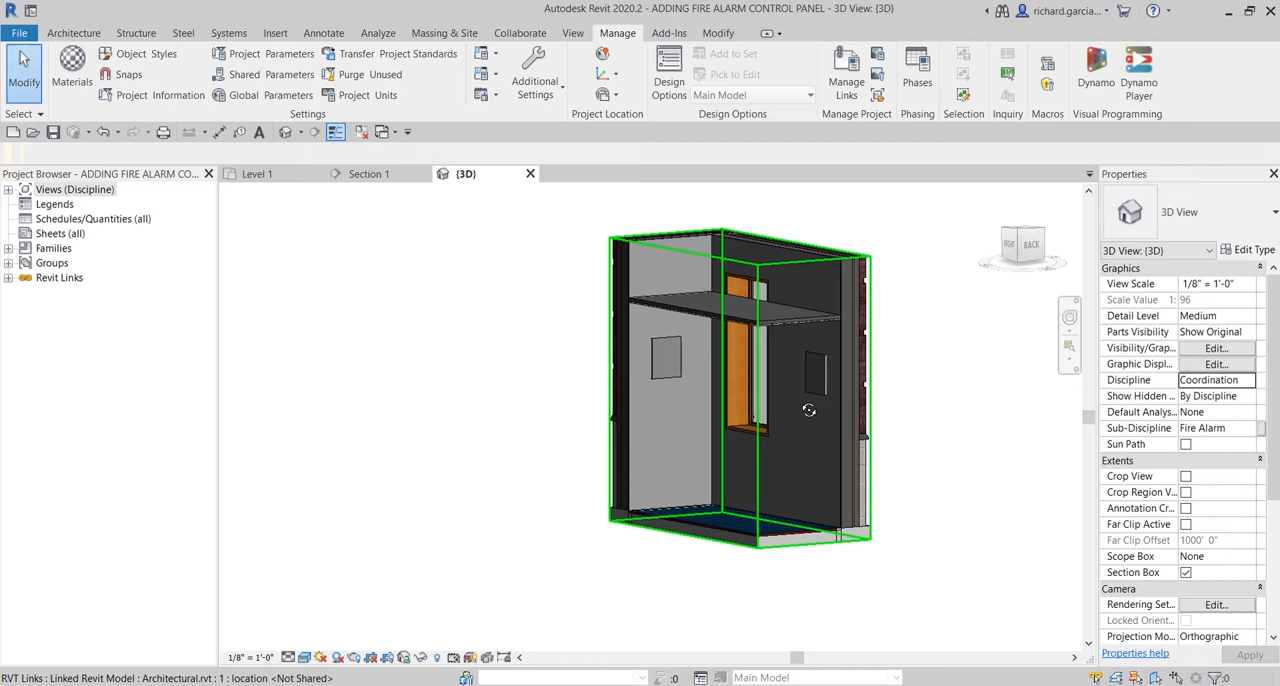 Autodesk Revit 2020.2 - ADDING FIRE ALARM CONTROL PANEL - 3D View: {3D}
richard.garcia...
File Architecture Structure Steel Systems Insert Annotate Analyze Massing & Site Collaborate View Manage Add-Ins Modify
Modify
Select
Materials
Object Styles
Snaps
Project Information
Project Parameters
Shared Parameters
Global Parameters
Transfer Project Standards
Purge Unused
Project Units
Additional
Settings
Settings
Project Location
Design
Options
Add to Set
Pick to Edit
Main Model
Design Options
Manage
Links
Manage Project
Phases
Phasing
Selection
Inquiry
Macros
Dynamo
Dynamo
Player
Visual Programming
Project Browser - ADDING FIRE ALARM CO...
Views (Discipline)
Legends
Schedules/Quantities (all)
Sheets (all)
Families
Groups
Revit Links
Level 1
Section 1
{3D}
RIGHT
BACK
Properties
3D View
3D View: {3D}
Edit Type
Graphics
View Scale 1/8" = 1'-0"
Scale Value 1: 96
Detail Level Medium
Parts Visibility Show Original
Visibility/Grap... Edit...
Graphic Displ... Edit...
Discipline Coordination
Show Hidden ... By Discipline
Default Analys... None
Sub-Discipline Fire Alarm
Sun Path
Extents
Crop View
Crop Region V...
Annotation Cr...
Far Clip Active
Far Clip Offset 1000' 0"
Scope Box None
Section Box
Camera
Rendering Set... Edit...
Locked Orient...
Projection Mo... Orthographic
Properties help
Apply
1/8" = 1'-0"
RVT Links : Linked Revit Model : Architectural.rvt : 1 : location <Not Shared>
:0
Main Model
:0